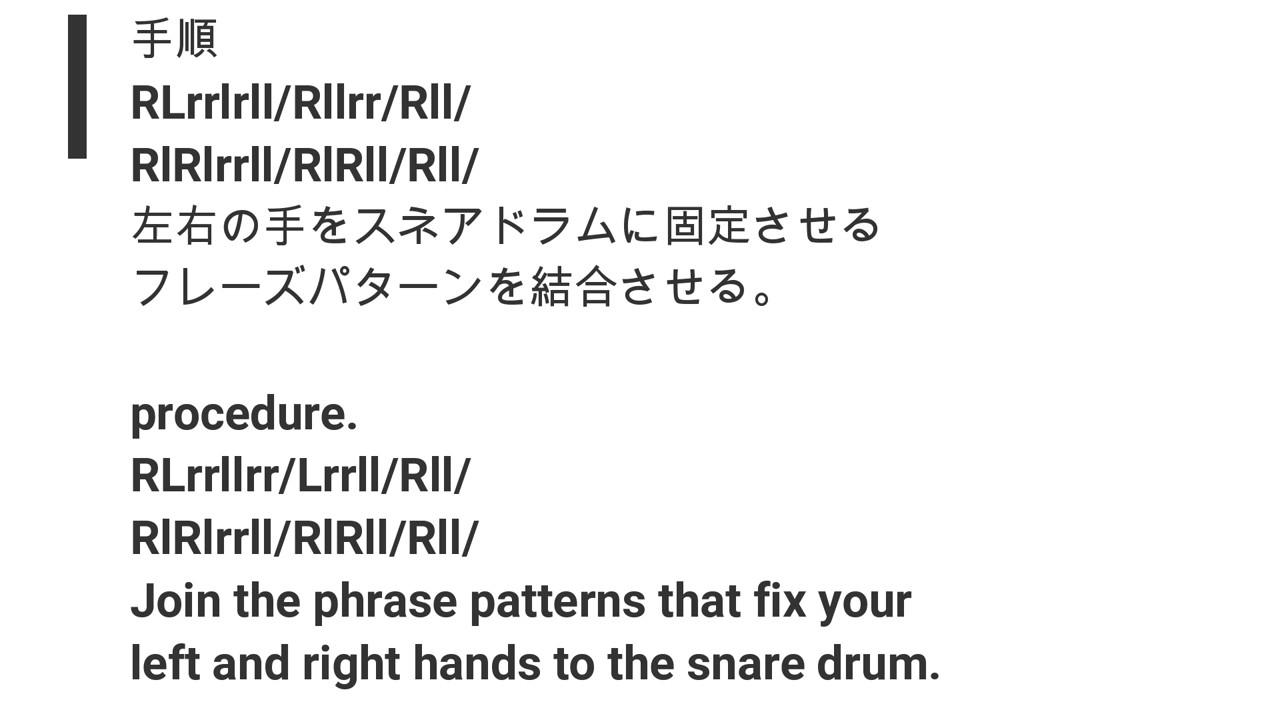 手順
RLrrlrll/Rllrr/Rll/
RlRlrrll/RlRll/Rll/
左右の手をスネアドラムに固定させる
フレーズパターンを結合させる。
procedure.
RLrrllrr/Lrrll/Rll/
RlRlrrll/RlRll/Rll/
Join the phrase patterns that fix your
left and right hands to the snare drum.